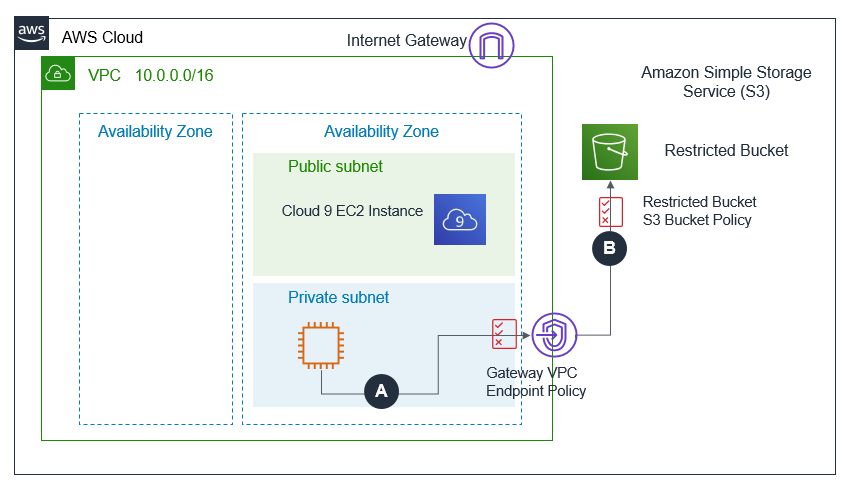 aws
AWS Cloud
Internet Gateway
VPC 10.0.0.0/16
Amazon Simple Storage
Service (S3)
Availability Zone
Availability Zone
Restricted Bucket
Public subnet
Cloud 9 EC2 Instance
9
Restricted Bucket
S3 Bucket Policy
B
Private subnet
A
Gateway VPC
Endpoint Policy